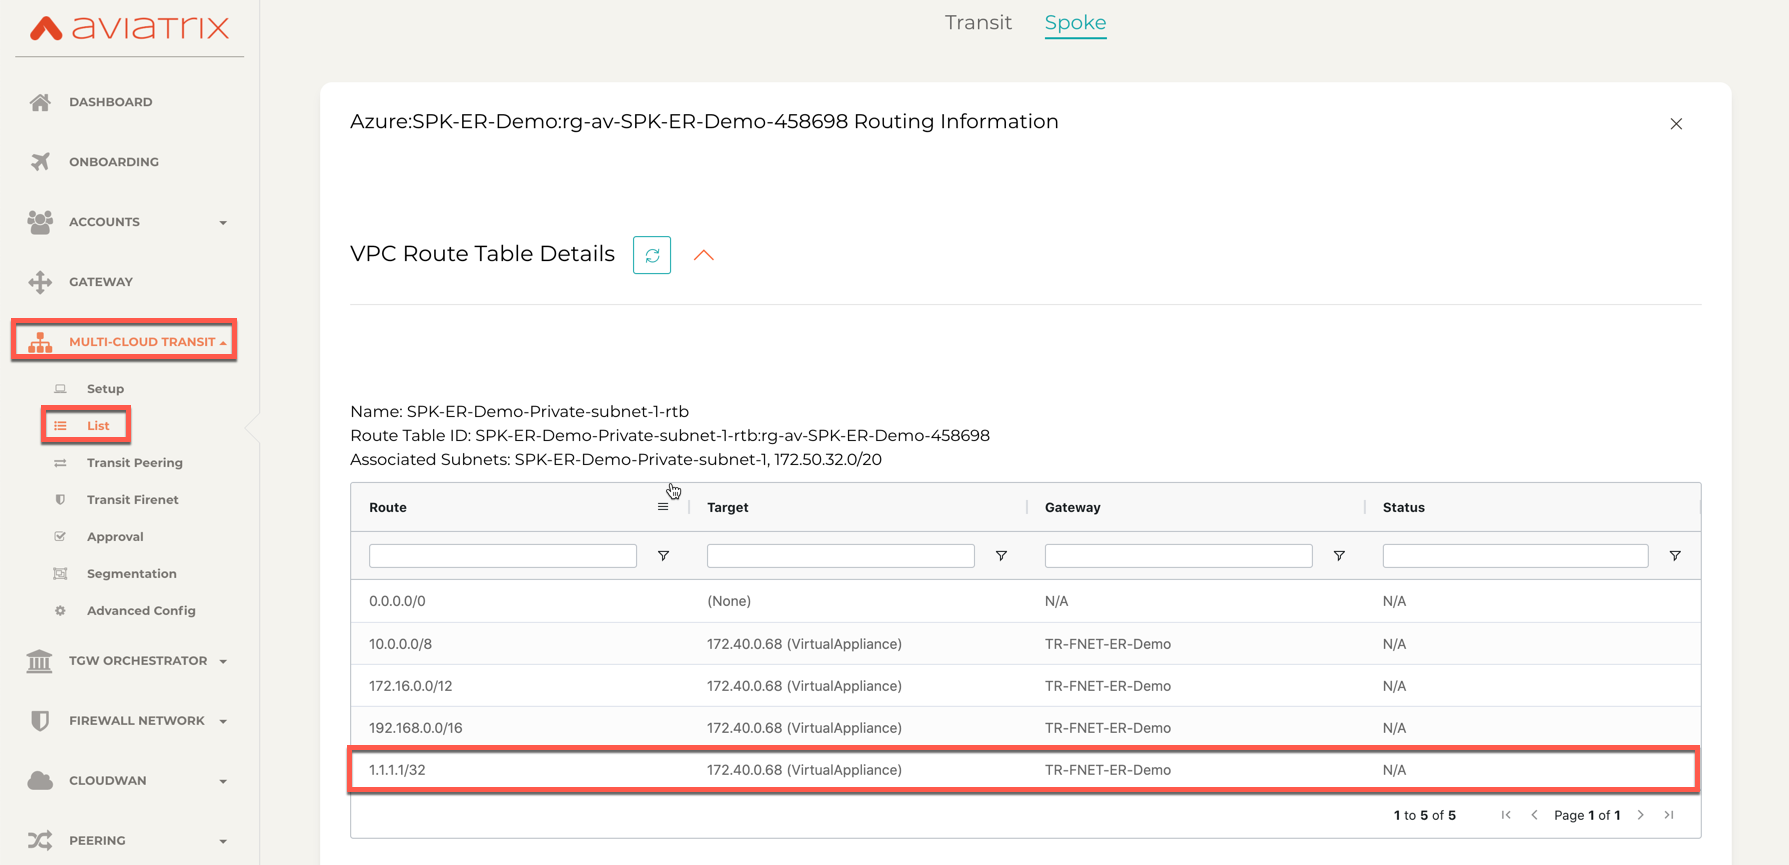 aviatrix
Transit
Spoke
DASHBOARD
ONBOARDING
ACCOUNTS
GATEWAY
MULTI-CLOUD TRANSIT
Setup
List
Transit Peering
Transit Firenet
Approval
Segmentation
Advanced Config
TGW ORCHESTRATOR
FIREWALL NETWORK
CLOUDWAN
PEERING
Azure:SPK-ER-Demo:rg-av-SPK-ER-Demo-458698 Routing Information
VPC Route Table Details
Name: SPK-ER-Demo-Private-subnet-1-rtb
Route Table ID: SPK-ER-Demo-Private-subnet-1-rtb:rg-av-SPK-ER-Demo-458698
Associated Subnets: SPK-ER-Demo-Private-subnet-1, 172.50.32.0/20
Route Target Gateway Status
0.0.0.0/0 (None) N/A N/A
10.0.0.0/8 172.40.0.68 (VirtualAppliance) TR-FNET-ER-Demo N/A
172.16.0.0/12 172.40.0.68 (VirtualAppliance) TR-FNET-ER-Demo N/A
192.168.0.0/16 172.40.0.68 (VirtualAppliance) TR-FNET-ER-Demo N/A
1.1.1.1/32 172.40.0.68 (VirtualAppliance) TR-FNET-ER-Demo N/A
1 to 5 of 5 Page 1 of 1